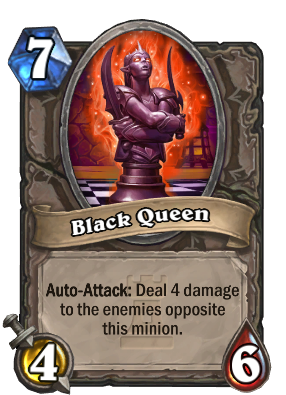 7
Black Queen
Auto-Attack: Deal 4 damage
to the enemies opposite
this minion.
4
6